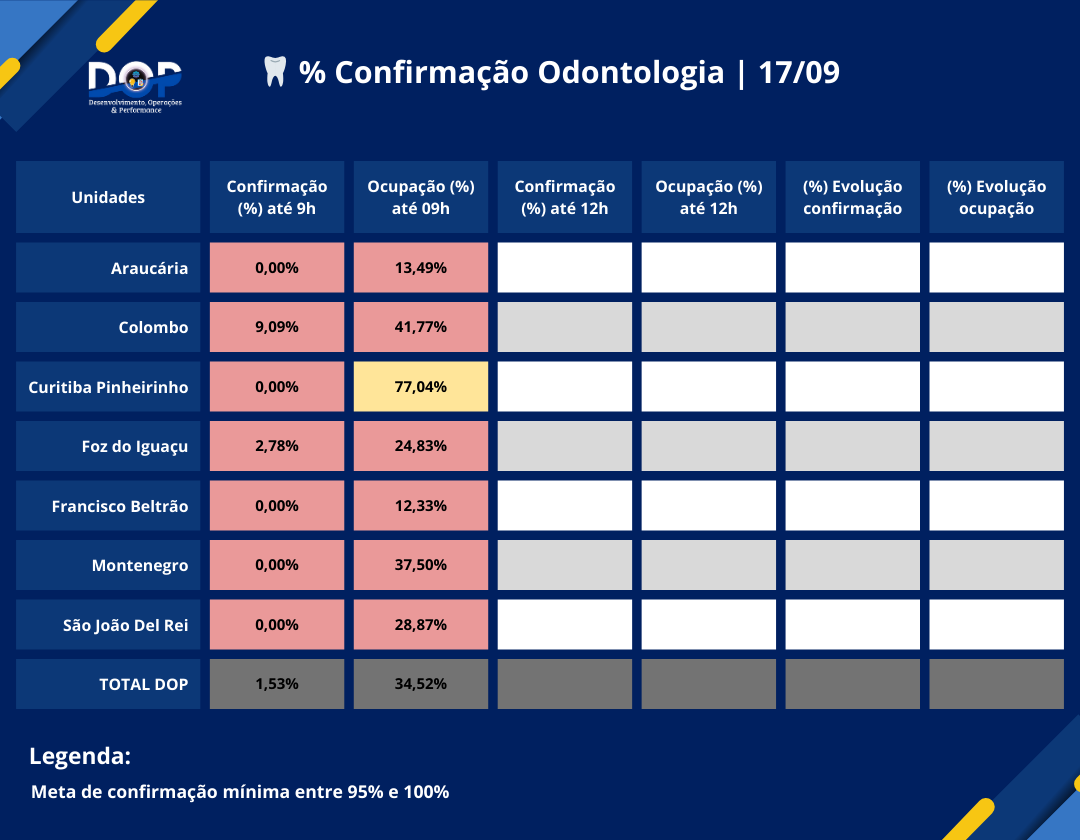 DOP
Desenvolvimento, Operações
& Performance
% Confirmação Odontologia | 17/09
Unidades
Confirmação
(%) até 9h
Ocupação (%)
até 09h
Confirmação
(%) até 12h
Ocupação (%)
até 12h
(%) Evolução
confirmação
(%) Evolução
ocupação
Araucária 0,00% 13,49%
Colombo 9,09% 41,77%
Curitiba Pinheirinho 0,00% 77,04%
Foz do Iguaçu 2,78% 24,83%
Francisco Beltrão 0,00% 12,33%
Montenegro 0,00% 37,50%
São João Del Rei 0,00% 28,87%
TOTAL DOP 1,53% 34,52%
Legenda:
Meta de confirmação mínima entre 95% e 100%